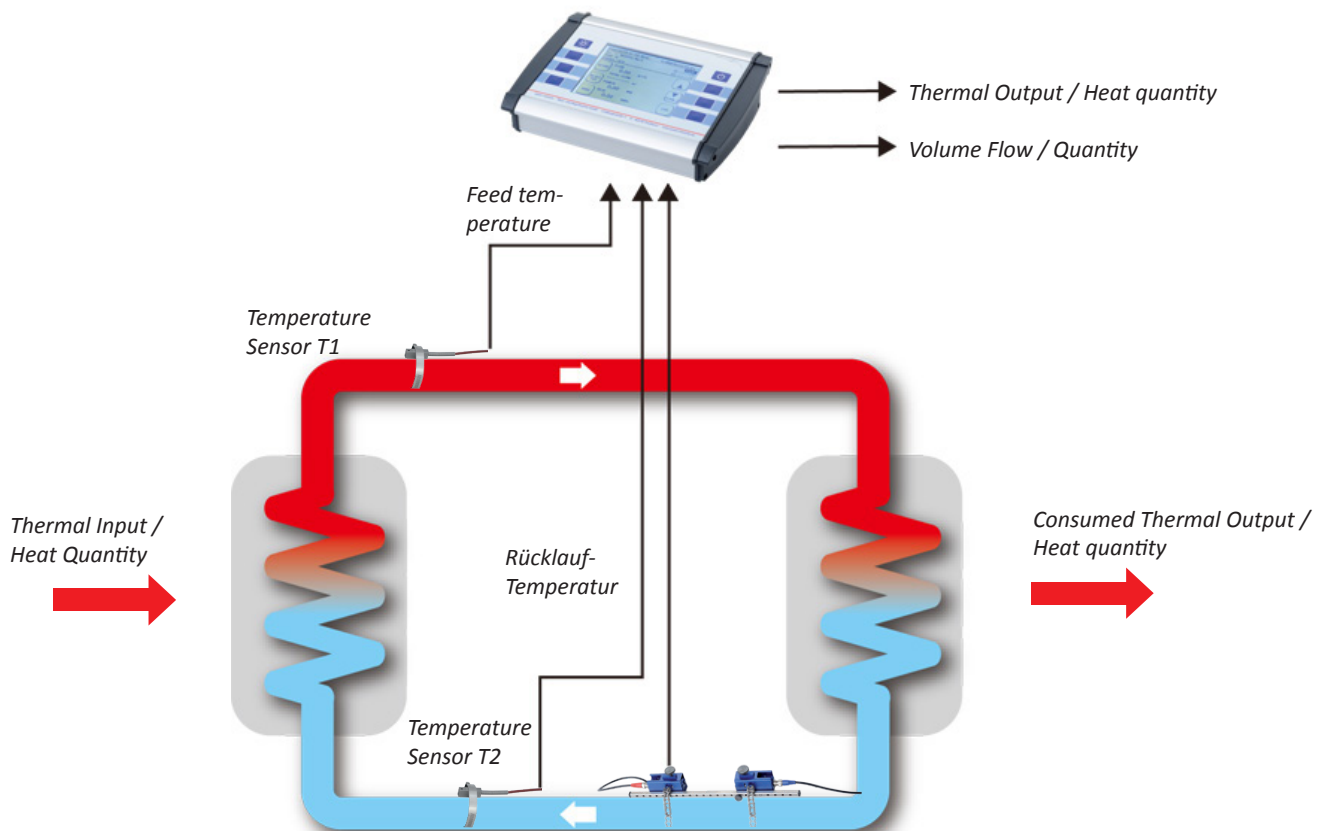 Thermal Output / Heat quantity
Volume Flow / Quantity
Feed tem-
perature
Temperature
Sensor T1
Thermal Input /
Heat Quantity
Consumed Thermal Output /
Heat quantity
Rücklauf-
Temperatur
Temperature
Sensor T2